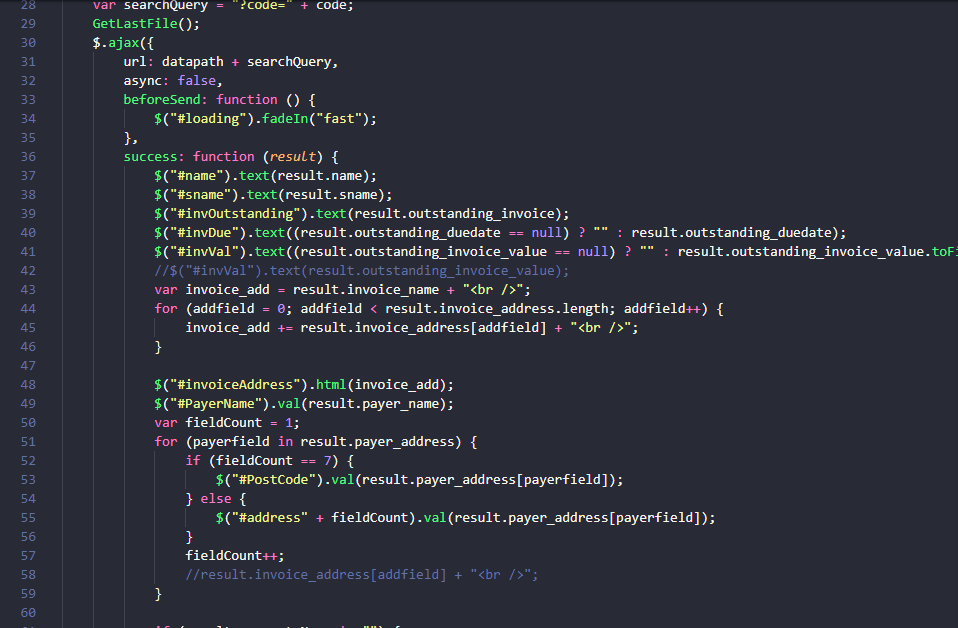 28 var searchQuery = "?code=" + code;
29 GetLastFile();
30 $.ajax({
31 url: datapath + searchQuery,
32 async: false,
33 beforeSend: function () {
34 $("#loading").fadeIn("fast");
35 },
36 success: function (result) {
37 $("#name").text(result.name);
38 $("#sname").text(result.sname);
39 $("#invOutstanding").text(result.outstanding_invoice);
40 $("#invDue").text((result.outstanding_duedate == null) ? "" : result.outstanding_duedate);
41 $("#invVal").text((result.outstanding_invoice_value == null) ? "" : result.outstanding_invoice_value.toFi
42 //$("#invVal").text(result.outstanding_invoice_value);
43 var invoice_add = result.invoice_name + "<br />";
44 for (addfield = 0; addfield < result.invoice_address.length; addfield++) {
45 invoice_add += result.invoice_address[addfield] + "<br />";
46 }
47
48 $("#invoiceAddress").html(invoice_add);
49 $("#PayerName").val(result.payer_name);
50 var fieldCount = 1;
51 for (payerfield in result.payer_address) {
52 if (fieldCount == 7) {
53 $("#PostCode").val(result.payer_address[payerfield]);
54 } else {
55 $("#address" + fieldCount).val(result.payer_address[payerfield]);
56 }
57 fieldCount++;
58 //result.invoice_address[addfield] + "<br />";
59 }
60